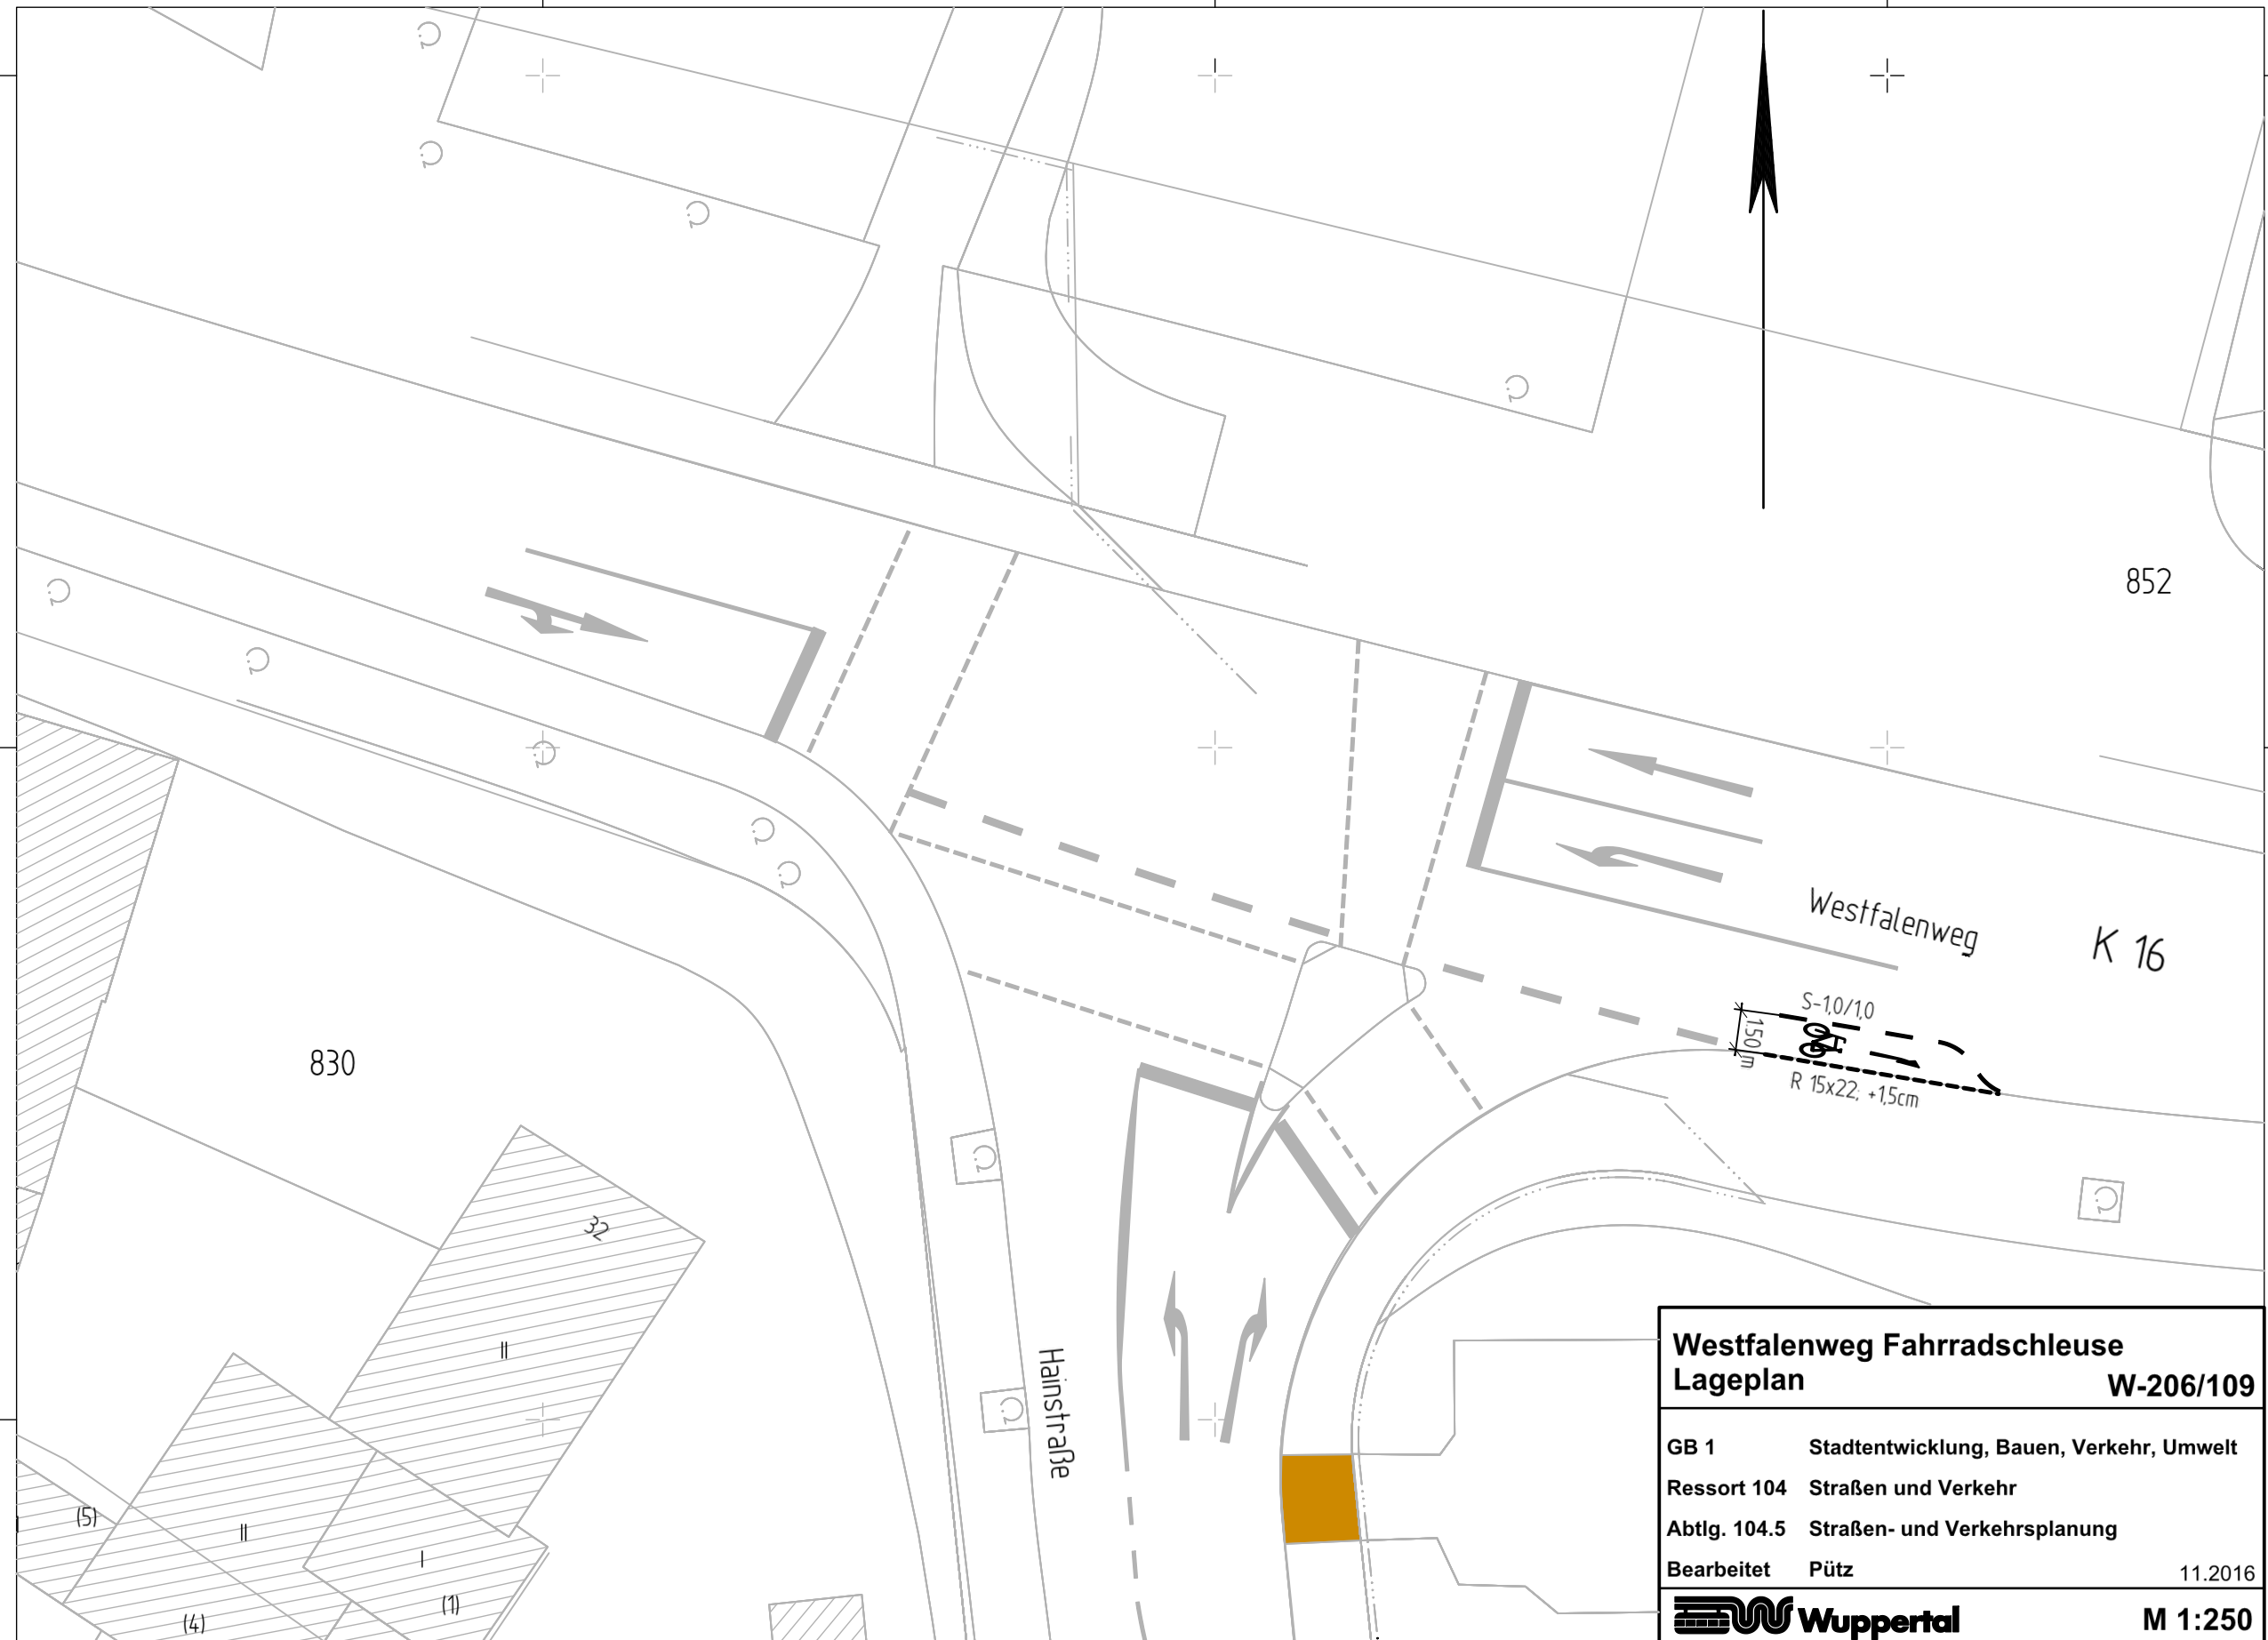 852
Westfalenweg
K 16
S-1,0/1,0
1.50 m
R 15x22; +1,5cm
830
32
II
Hainstraße
(5)
II
I
(1)
(4)
Westfalenweg Fahrradschleuse
Lageplan W-206/109
GB 1 Stadtentwicklung, Bauen, Verkehr, Umwelt
Ressort 104 Straßen und Verkehr
Abtlg. 104.5 Straßen- und Verkehrsplanung
Bearbeitet Pütz 11.2016
Wuppertal M 1:250